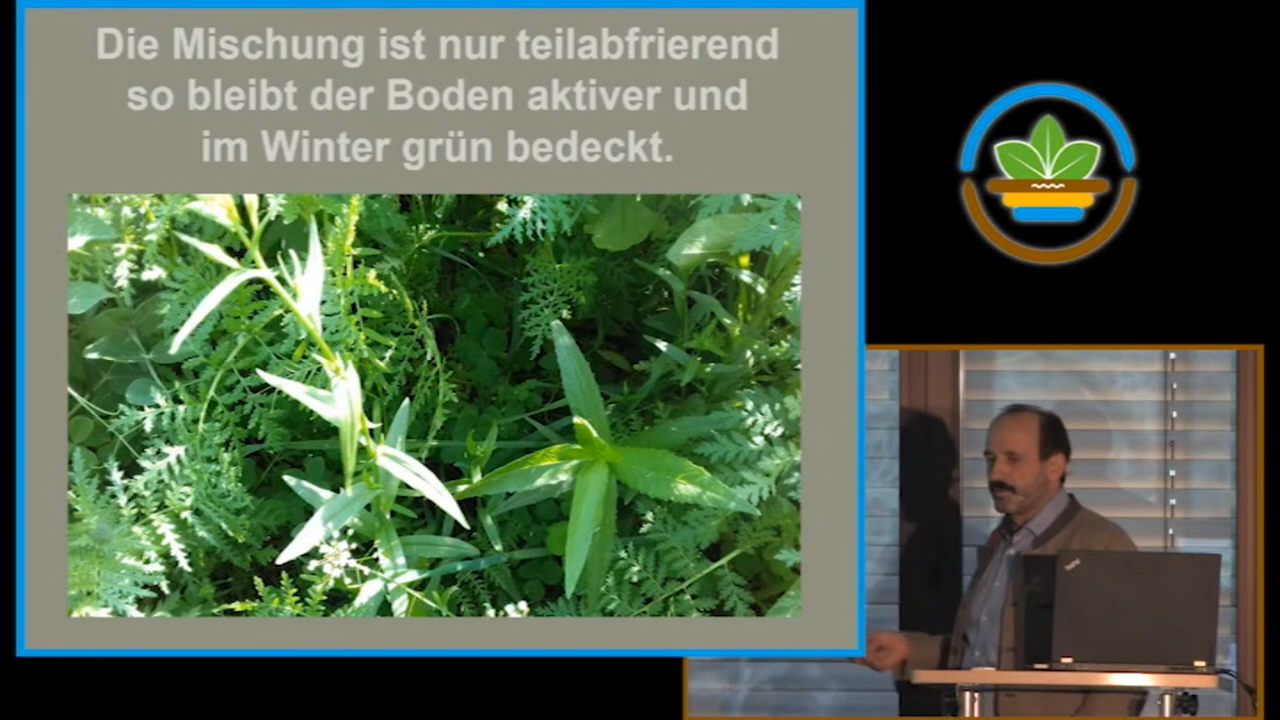 Die Mischung ist nur teilabfrierend
so bleibt der Boden aktiver und
im Winter grün bedeckt.